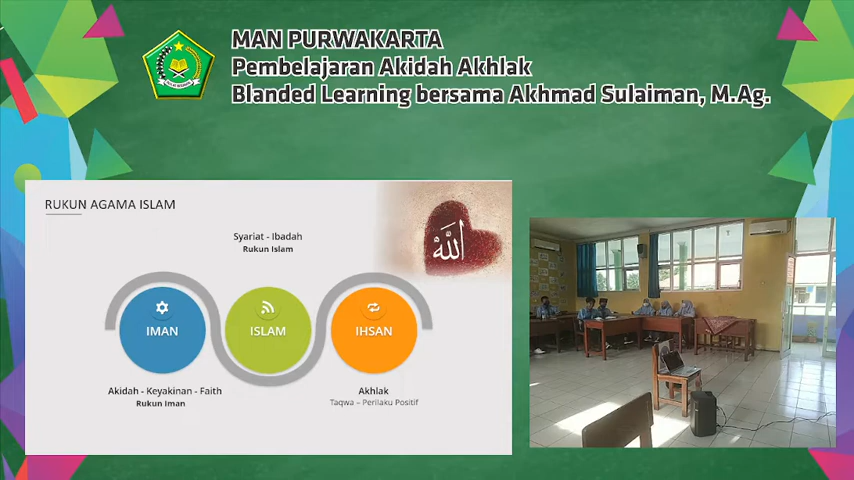 MAN PURWAKARTA
Pembelajaran Akidah Akhlak
Blanded Learning bersama Akhmad Sulaiman, M.Ag.
RUKUN AGAMA ISLAM
الله
Syariat - Ibadah
Rukun Islam
IMAN
ISLAM
IHSAN
Akidah - Keyakinan - Faith
Rukun Iman
Akhlak
Taqwa – Perilaku Positif